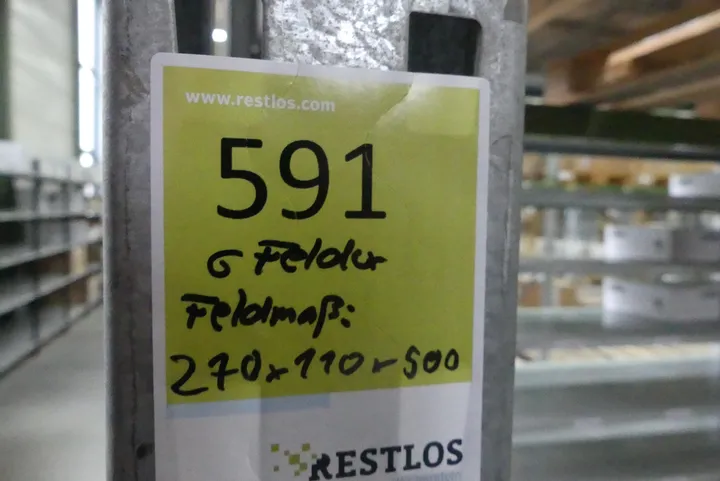 www.restlos.com
591
6 Felder
Feldmaß:
270x110x500
RESTLOS